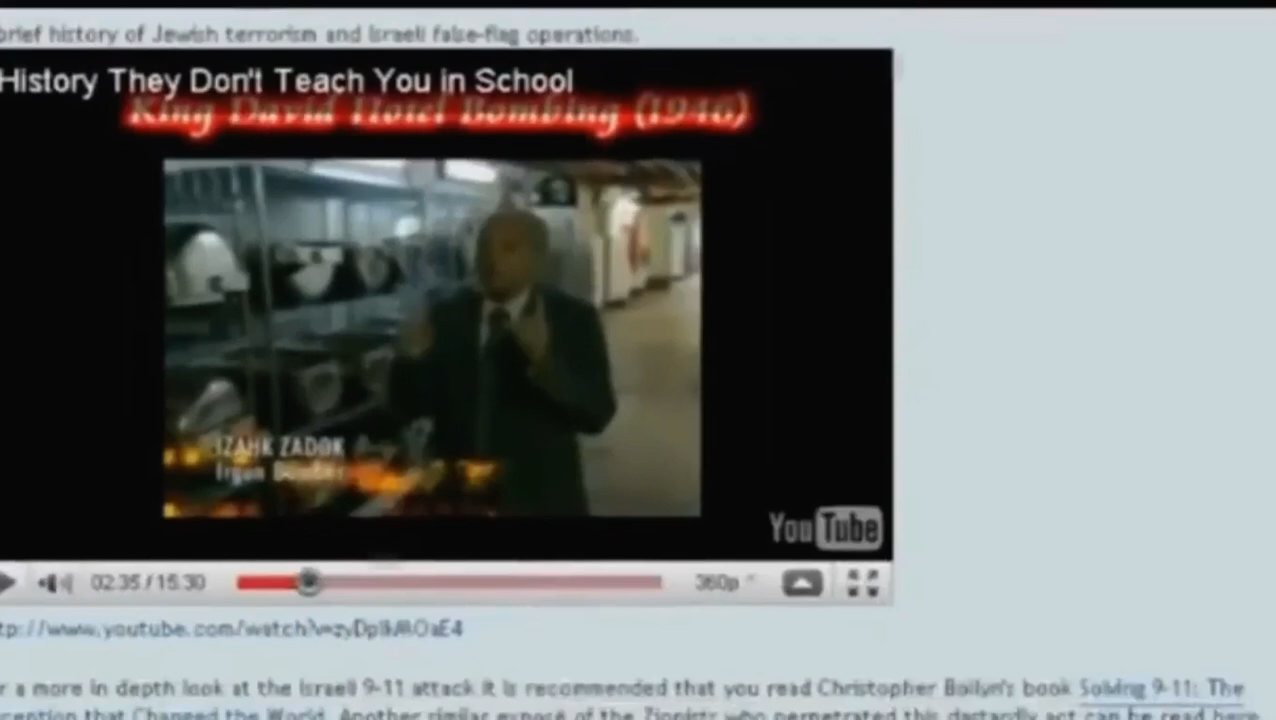 brief history of Jewish terrorism and Israeli false-flag operations.
History They Don't Teach You in School
King David Hotel Bombing (1946)
IZAHK ZADOK
Irgun
YouTube
02:35 / 15:30
360p
tp://www.youtube.com/watch?
r a more in depth look at the Israeli 9-11 attack it is recommended that you read Christopher Bollyn's book Solving 9-11: The
ception that Changed the World. Another similar exposé of the Zionists who perpetrated this dastardly act can be read here